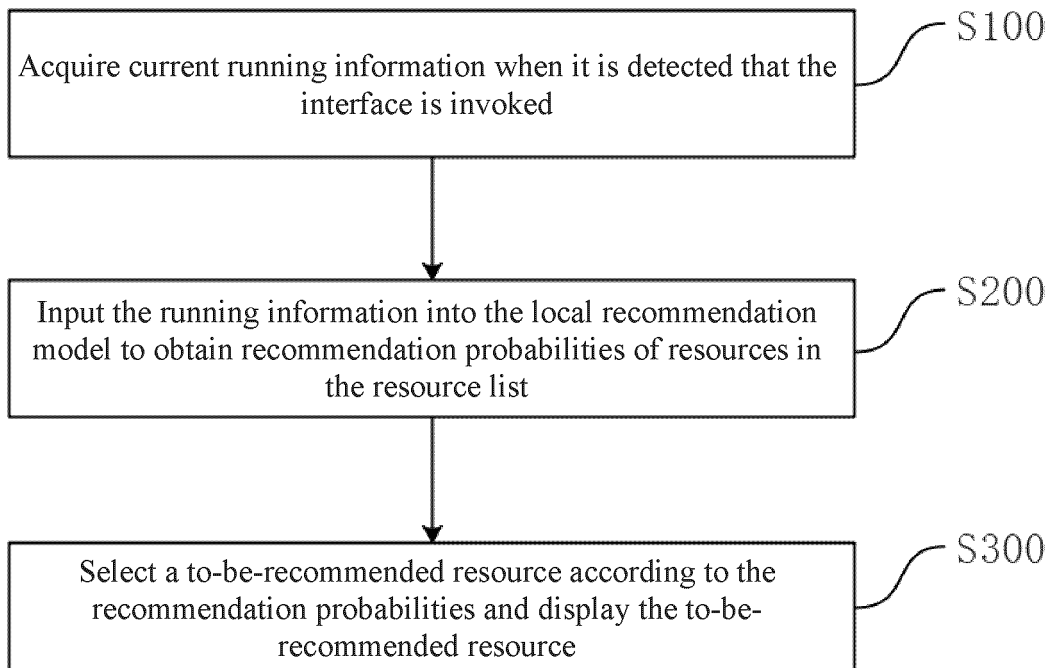 S100
Acquire current running information when it is detected that the
interface is invoked
S200
Input the running information into the local recommendation
model to obtain recommendation probabilities of resources in
the resource list
S300
Select a to-be-recommended resource according to the
recommendation probabilities and display the to-be-
recommended resource